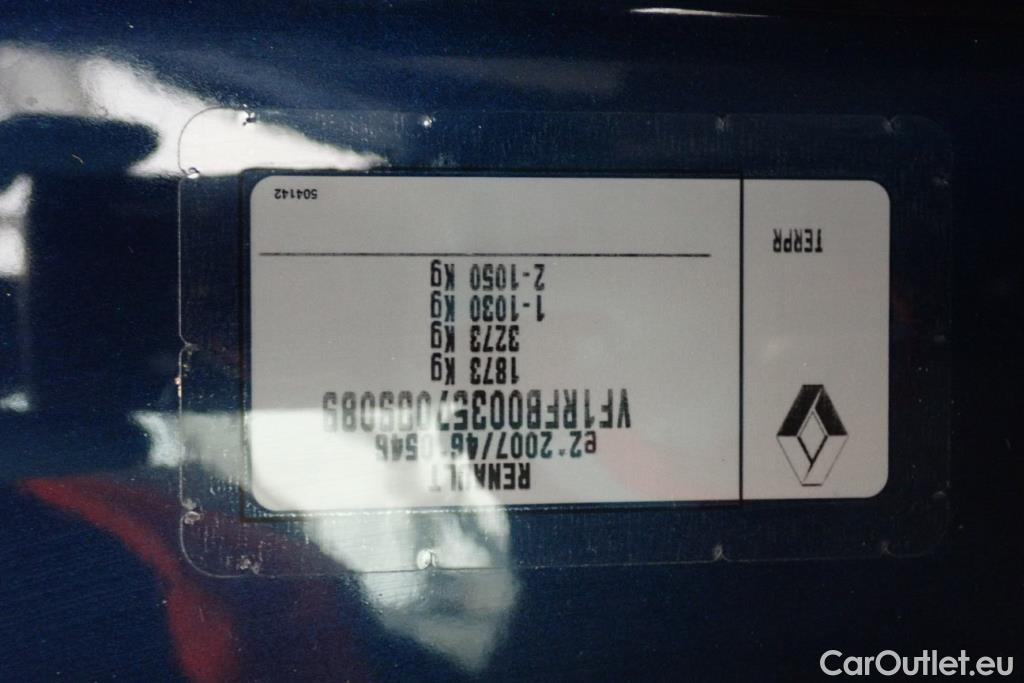 RENAULT
e2*2007/46*0546
1873 Kg
3273 Kg
1-1030 Kg
2-1050 Kg
TERPR
504142
CarOutlet.eu